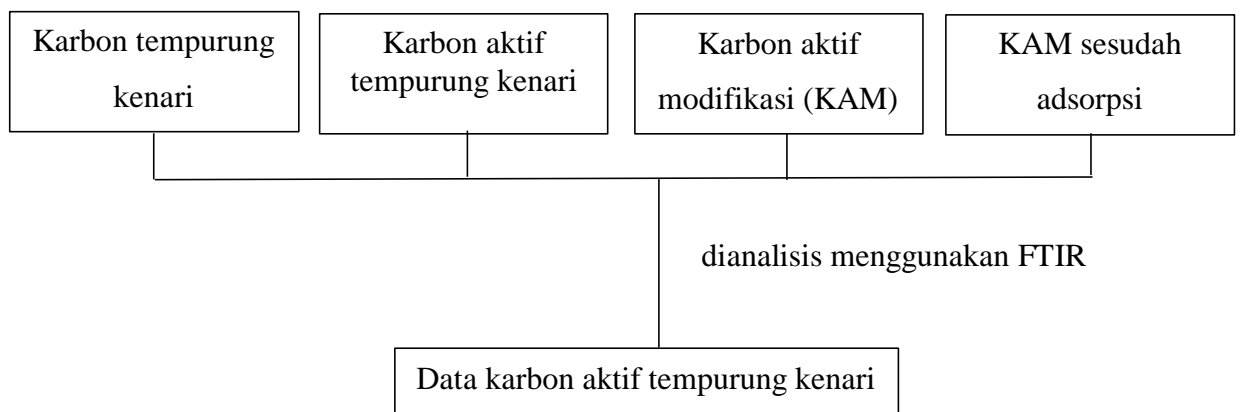 Karbon tempurung
kenari
Karbon aktif
tempurung kenari
Karbon aktif
modifikasi (KAM)
KAM sesudah
adsorpsi
dianalisis menggunakan FTIR
Data karbon aktif tempurung kenari